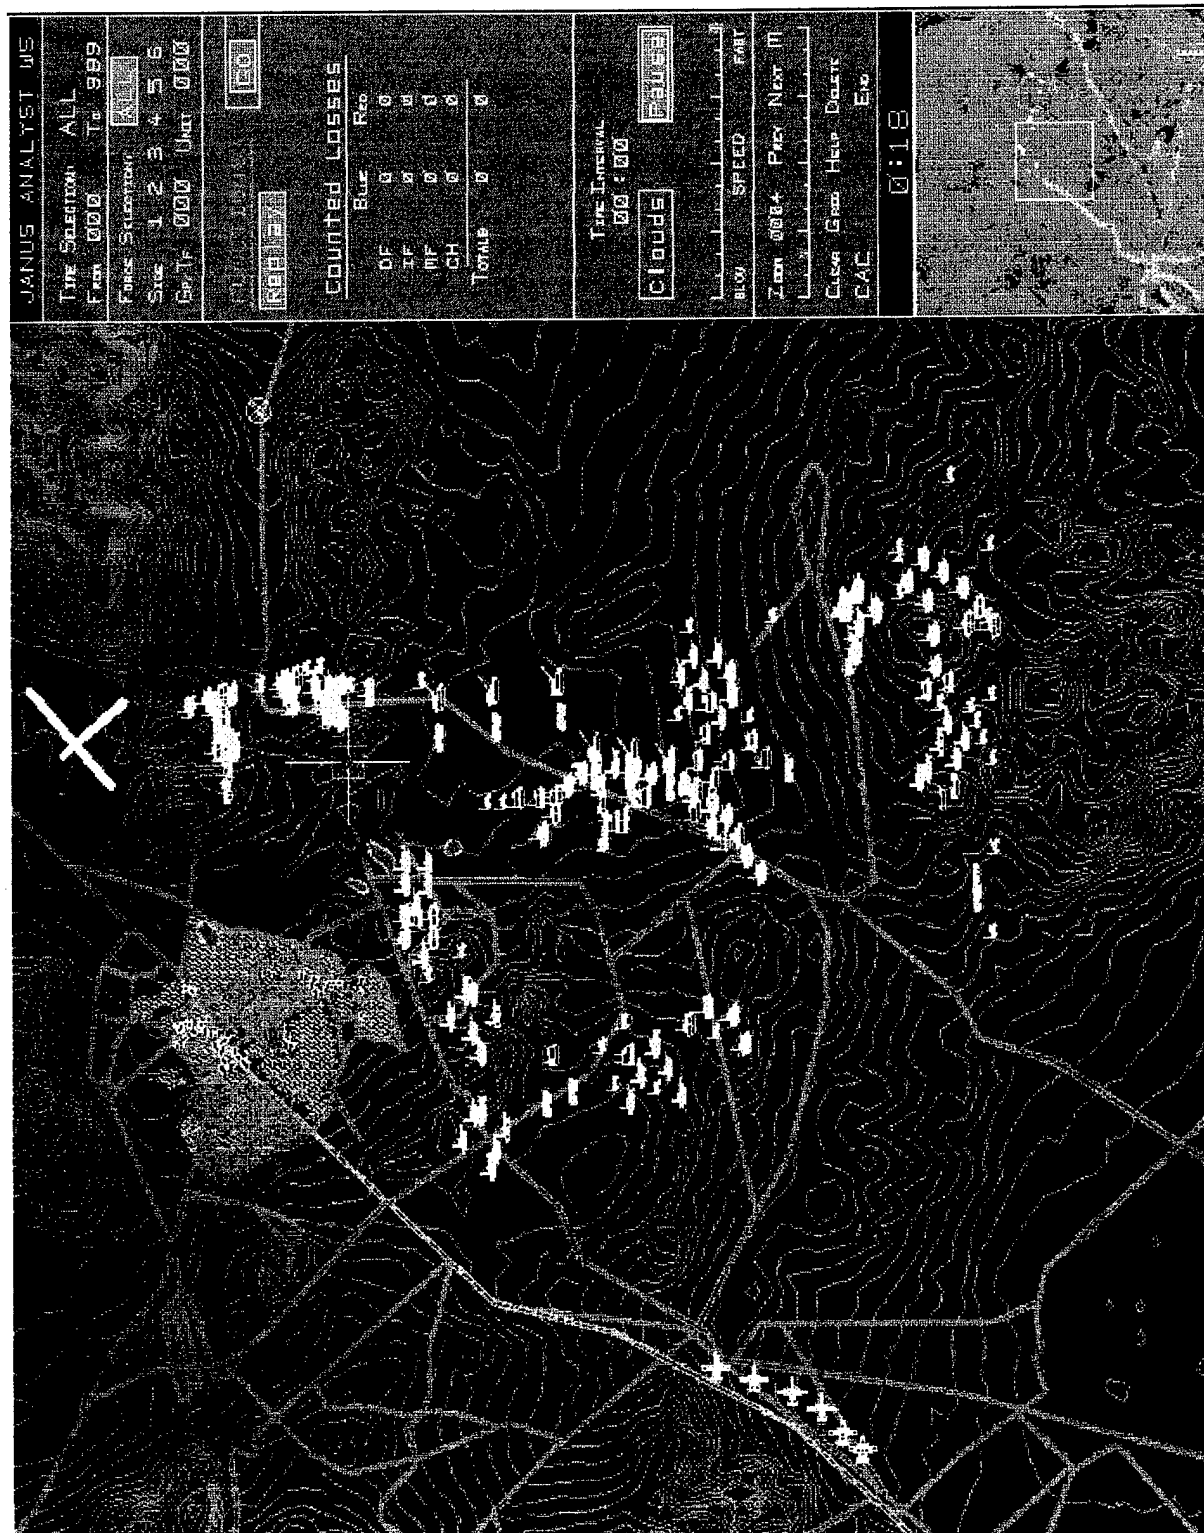 JANUS ANALYST WS
TIME SELECTION ALL
FROM 000 TO 999
FORCE SELECTION
SIDE 1 2 3 4 5 6
GP TF 000 UNIT 000
GO
Replay
Counted Losses
BLUE RED
DF 0 0
IF 0 0
MF 0 0
CH 0 0
TOTALS 0 0
TIME INTERVAL
00:00
Clouds Pause
SPEED FAST
ZOOM 0004 PREV NEXT M
CLEAR GRID HELP DELETE
CAC END
0:18